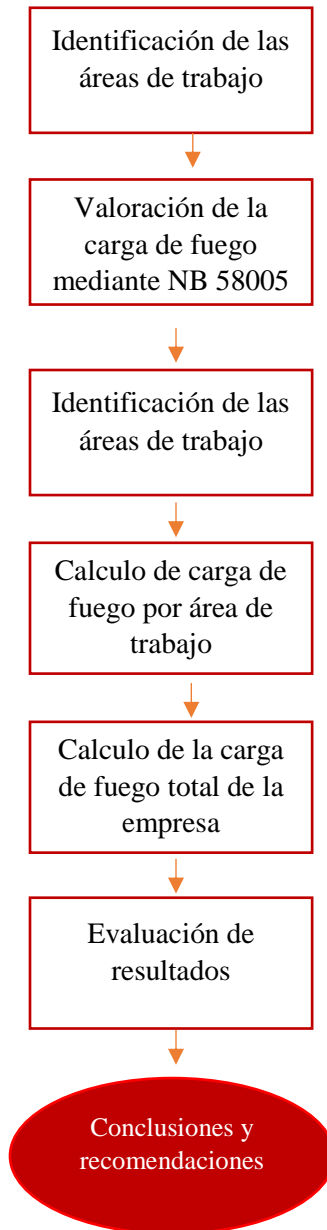 Identificación de las
áreas de trabajo
Valoración de la
carga de fuego
mediante NB 58005
Identificación de las
áreas de trabajo
Calculo de carga de
fuego por área de
trabajo
Calculo de la carga
de fuego total de la
empresa
Evaluación de
resultados
Conclusiones y
recomendaciones